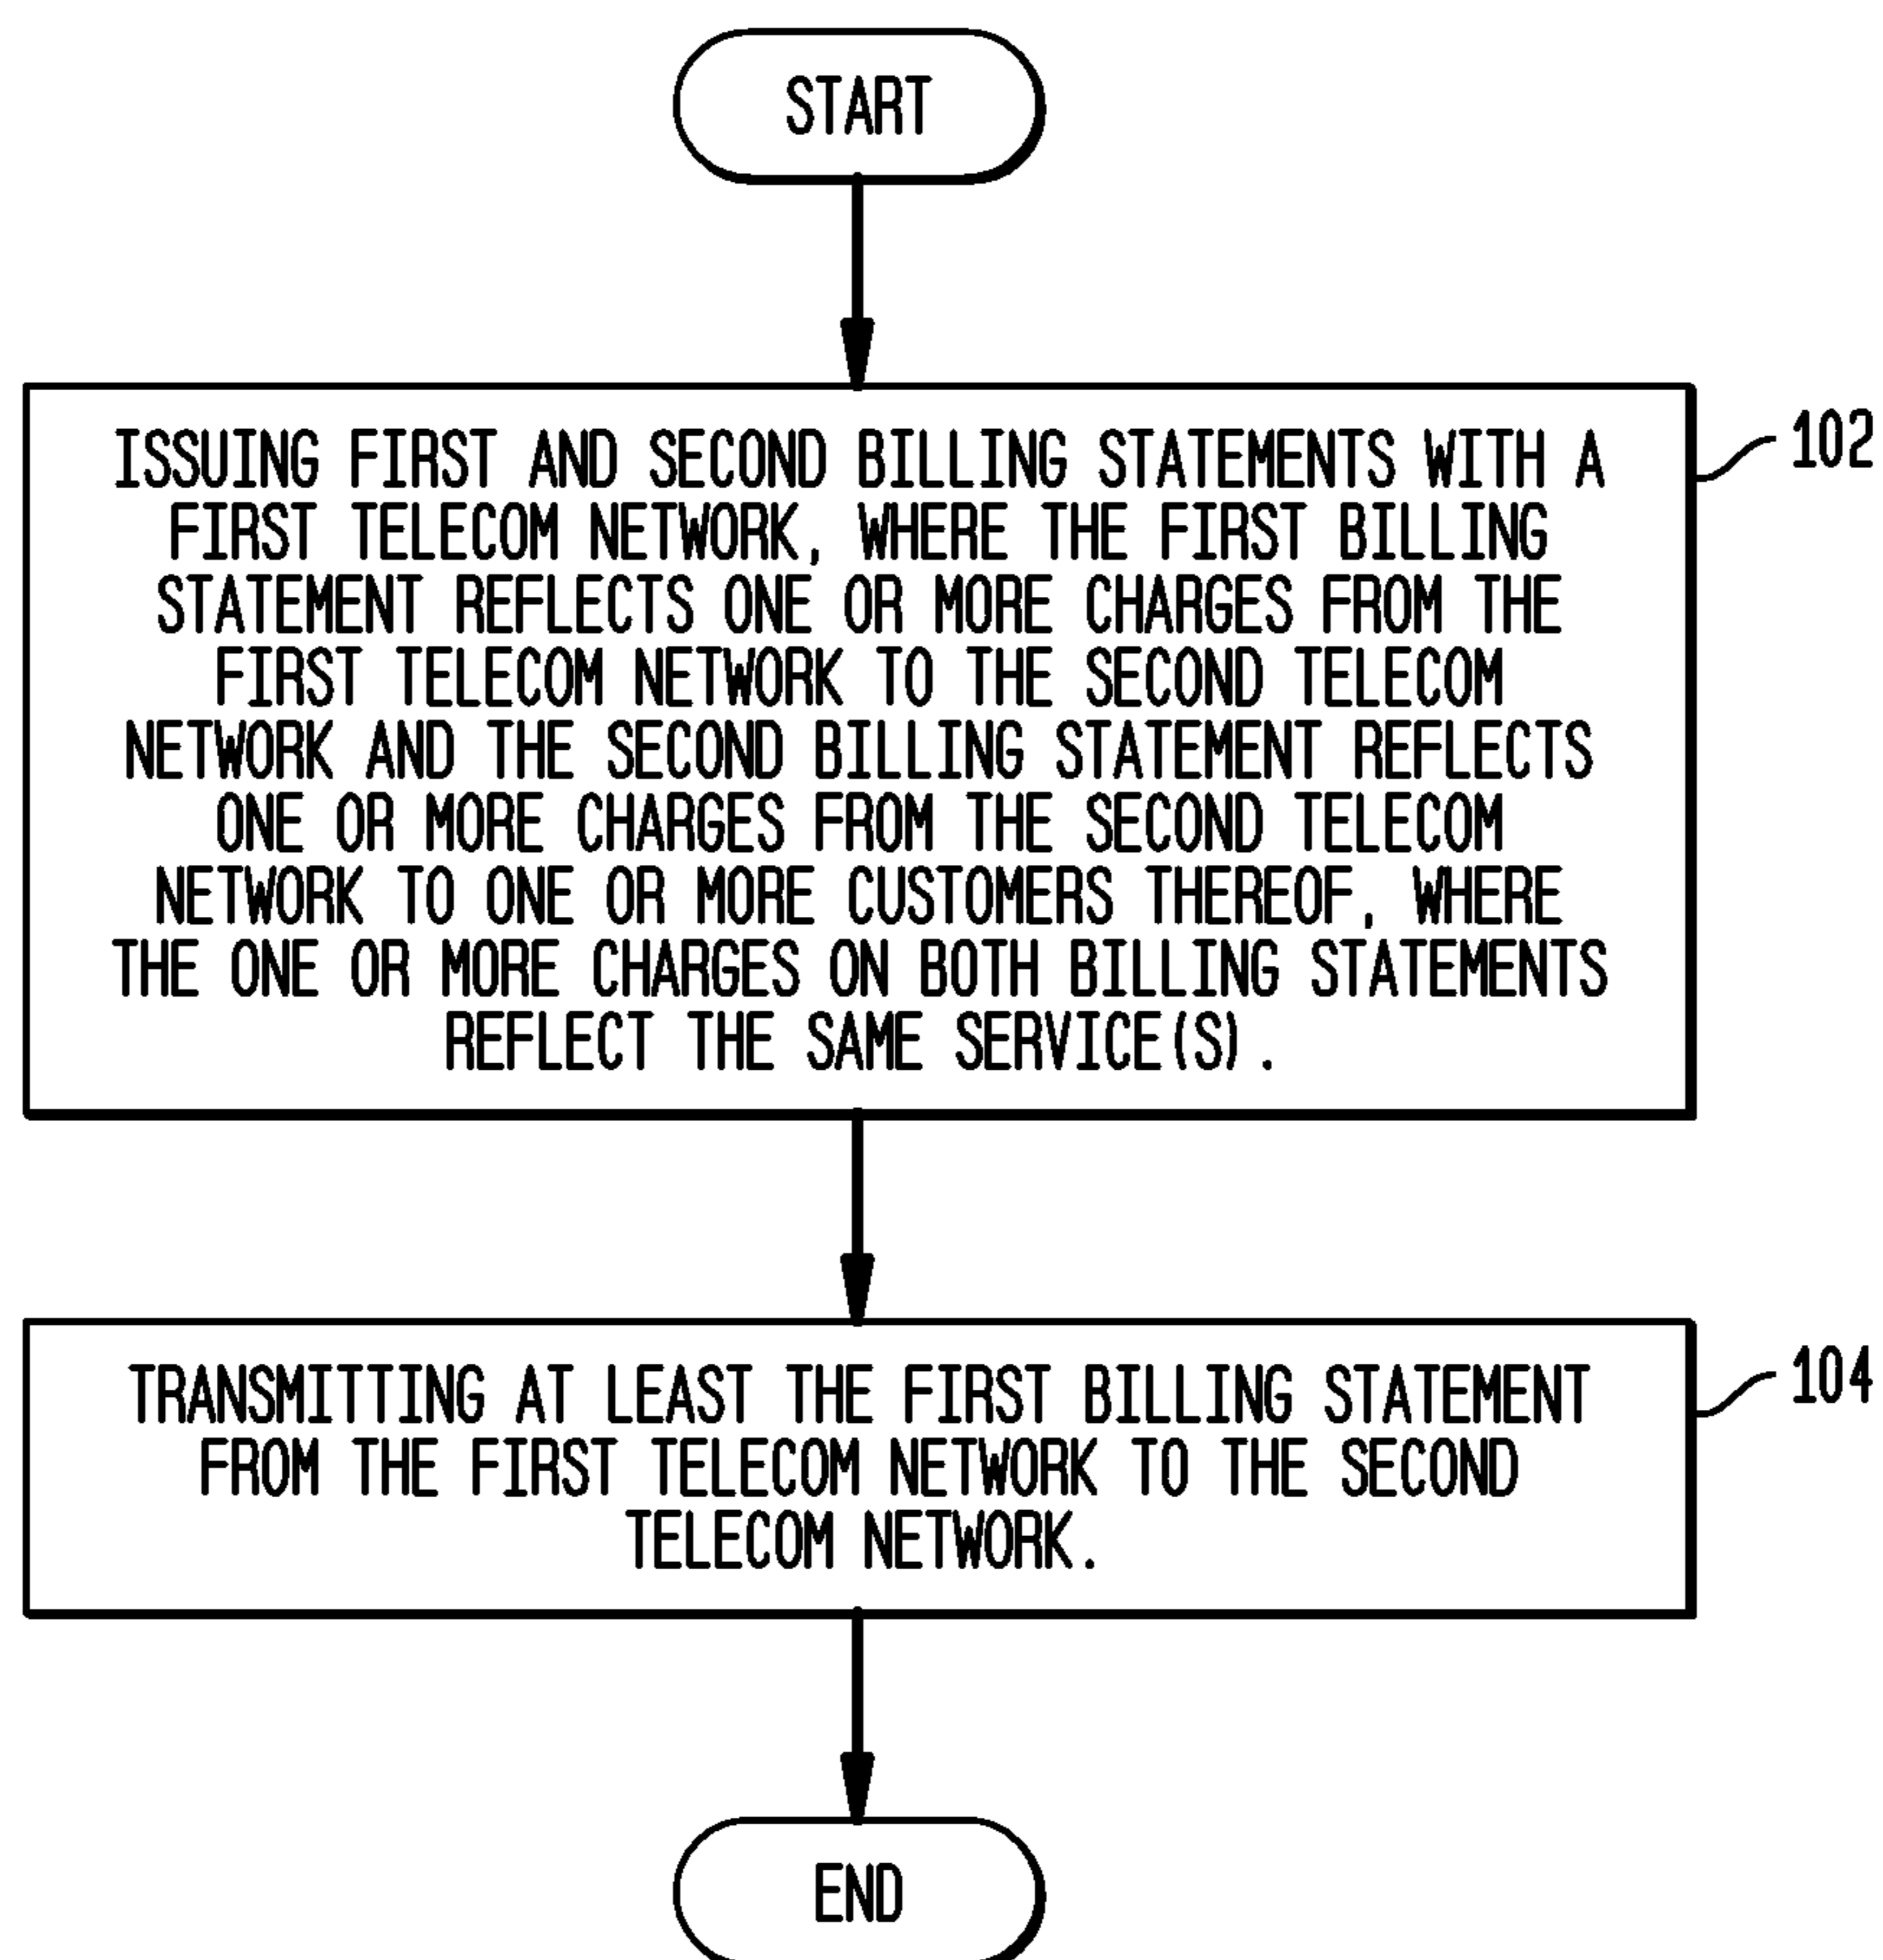 START
ISSUING FIRST AND SECOND BILLING STATEMENTS WITH A
FIRST TELECOM NETWORK, WHERE THE FIRST BILLING
STATEMENT REFLECTS ONE OR MORE CHARGES FROM THE
FIRST TELECOM NETWORK TO THE SECOND TELECOM
NETWORK AND THE SECOND BILLING STATEMENT REFLECTS
ONE OR MORE CHARGES FROM THE SECOND TELECOM
NETWORK TO ONE OR MORE CUSTOMERS THEREOF, WHERE
THE ONE OR MORE CHARGES ON BOTH BILLING STATEMENTS
REFLECT THE SAME SERVICE(S).
102
TRANSMITTING AT LEAST THE FIRST BILLING STATEMENT
FROM THE FIRST TELECOM NETWORK TO THE SECOND
TELECOM NETWORK.
104
END